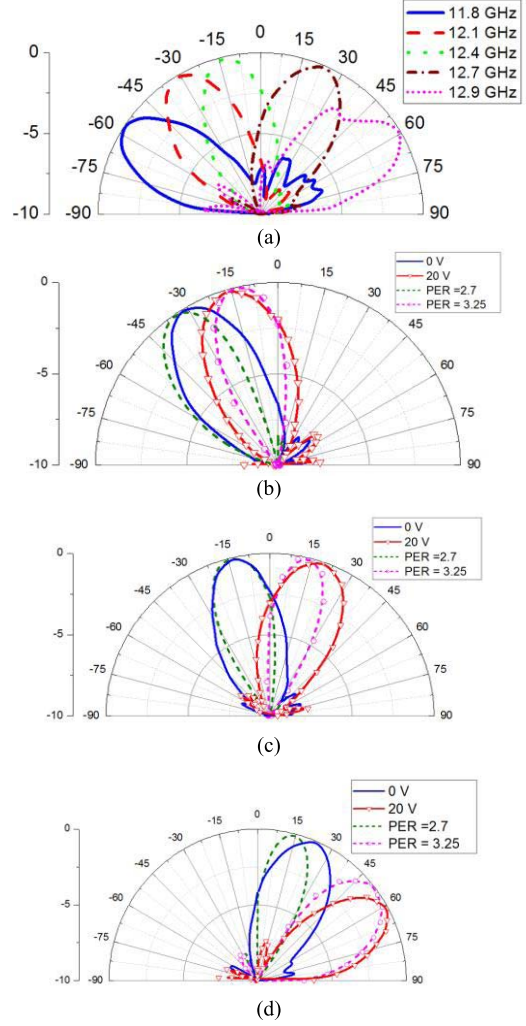 11.8 GHz
12.1 GHz
12.4 GHz
12.7 GHz
12.9 GHz
0
-15 15
-30 30
-45 45
-60 60
-75 75
-90 90
0
-5
-10
(a)
0 V
20 V
PER =2.7
PER = 3.25
0
-15 15
-30 30
-45 45
-60 60
-75 75
-90 90
0
-5
-10
(b)
0 V
20 V
PER =2.7
PER = 3.25
0
-15 15
-30 30
-45 45
-60 60
-75 75
-90 90
0
-5
-10
(c)
0 V
20 V
PER=2.7
PER = 3.25
0
-15 15
-30 30
-45 45
-60 60
-75 75
-90 90
0
-5
-10
(d)